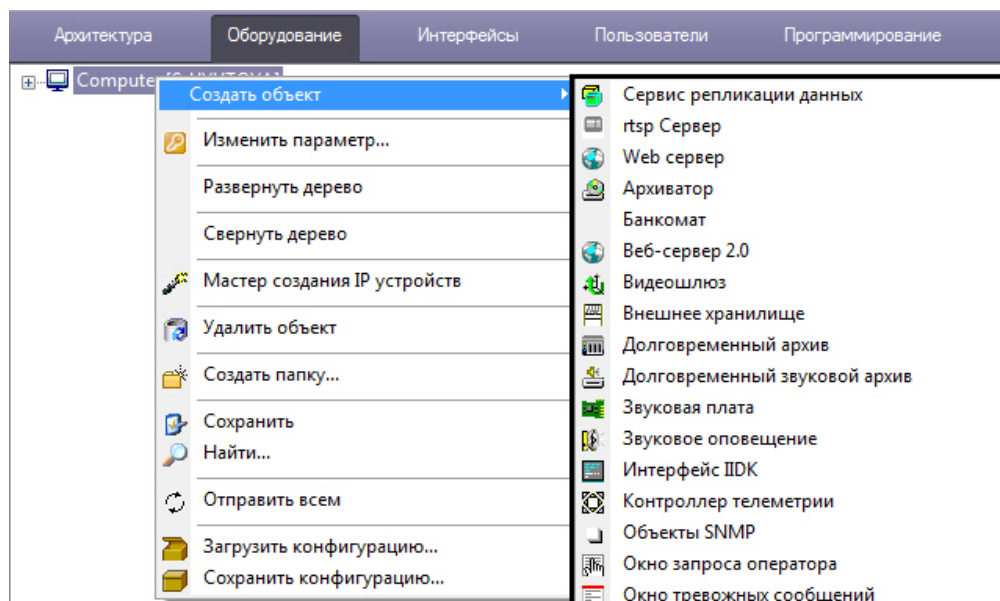 Архитектура Оборудование Интерфейсы Пользователи Программирование
Computer
Создать объект
Изменить параметр...
Развернуть дерево
Свернуть дерево
Мастер создания IP устройств
Удалить объект
Создать папку...
Сохранить
Найти...
Отправить всем
Загрузить конфигурацию...
Сохранить конфигурацию...
Сервис репликации данных
rtsp Сервер
Web сервер
Архиватор
Банкомат
Веб-сервер 2.0
Видеошлюз
Внешнее хранилище
Долговременный архив
Долговременный звуковой архив
Звуковая плата
Звуковое оповещение
Интерфейс IIDK
Контроллер телеметрии
Объекты SNMP
Окно запроса оператора
Окно тревожных сообщений